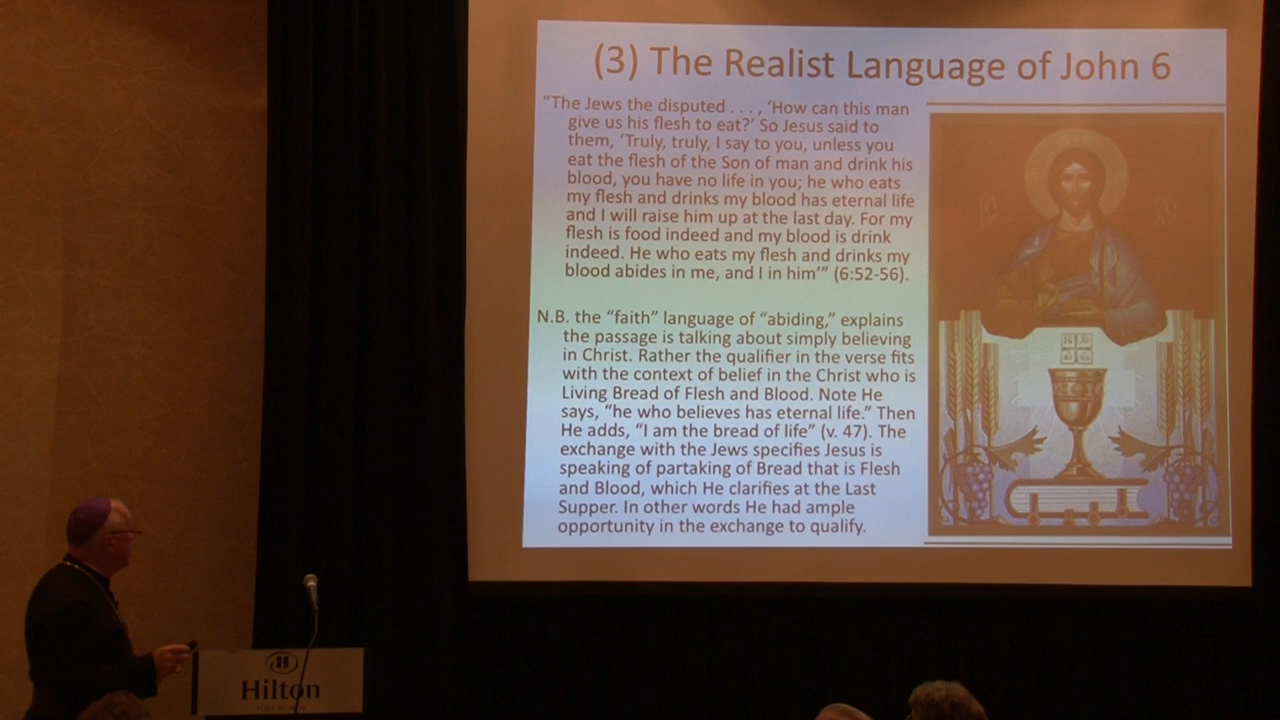 (3) The Realist Language of John 6
“The Jews the disputed . . . , ‘How can this man
give us his flesh to eat?’ So Jesus said to
them, ‘Truly, truly, I say to you, unless you
eat the flesh of the Son of man and drink his
blood, you have no life in you; he who eats
my flesh and drinks my blood has eternal life
and I will raise him up at the last day. For my
flesh is food indeed and my blood is drink
indeed. He who eats my flesh and drinks my
blood abides in me, and I in him’” (6:52-56).
N.B. the “faith” language of “abiding,” explains
the passage is talking about simply believing
in Christ. Rather the qualifier in the verse fits
with the context of belief in the Christ who is
Living Bread of Flesh and Blood. Note He
says, “he who believes has eternal life.” Then
He adds, “I am the bread of life” (v. 47). The
exchange with the Jews specifies Jesus is
speaking of partaking of Bread that is Flesh
and Blood, which He clarifies at the Last
Supper. In other words He had ample
opportunity in the exchange to qualify.
H
Hilton
FORT WORTH